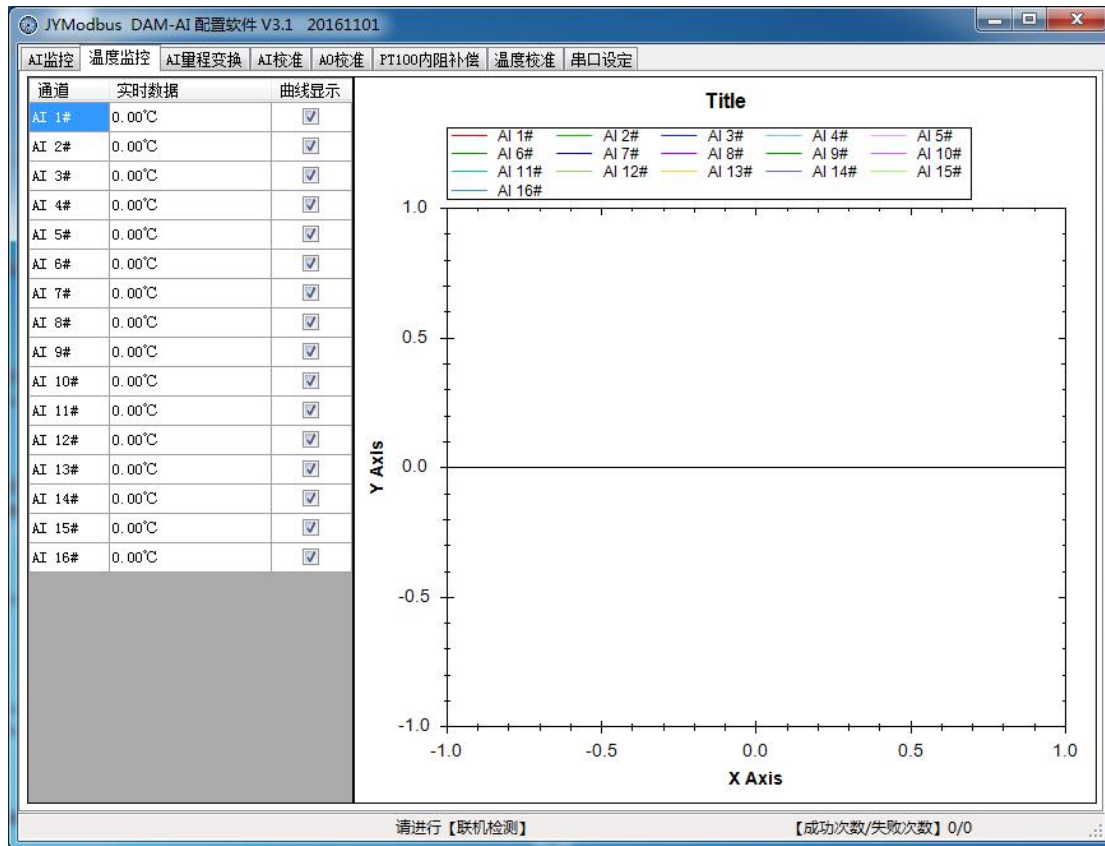 JYModbus DAM-AI 配置软件 V3.1 20161101
AI监控 温度监控 AI量程变换 AI校准 AO校准 PT100内阻补偿 温度校准 串口设定
通道 实时数据 曲线显示
AI 1# 0.00℃
AI 2# 0.00℃
AI 3# 0.00℃
AI 4# 0.00℃
AI 5# 0.00℃
AI 6# 0.00℃
AI 7# 0.00℃
AI 8# 0.00℃
AI 9# 0.00℃
AI 10# 0.00℃
AI 11# 0.00℃
AI 12# 0.00℃
AI 13# 0.00℃
AI 14# 0.00℃
AI 15# 0.00℃
AI 16# 0.00℃
Title
AI 1# AI 2# AI 3# AI 4# AI 5#
AI 6# AI 7# AI 8# AI 9# AI 10#
AI 11# AI 12# AI 13# AI 14# AI 15#
AI 16#
1.0
0.5
Y Axis
0.0
-0.5
-1.0
-1.0 -0.5 0.0 0.5 1.0
X Axis
请进行【联机检测】 【成功次数/失败次数】0/0